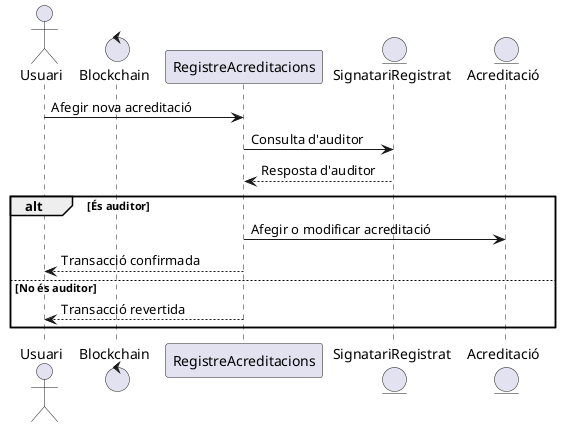 Usuari
Blockchain
RegistreAcreditacions
SignatariRegistrat
Acreditació
Afegir nova acreditació
Consulta d'auditor
Resposta d'auditor
alt [És auditor]
Afegir o modificar acreditació
Transacció confirmada
[No és auditor]
Transacció revertida
Usuari
Blockchain
RegistreAcreditacions
SignatariRegistrat
Acreditació